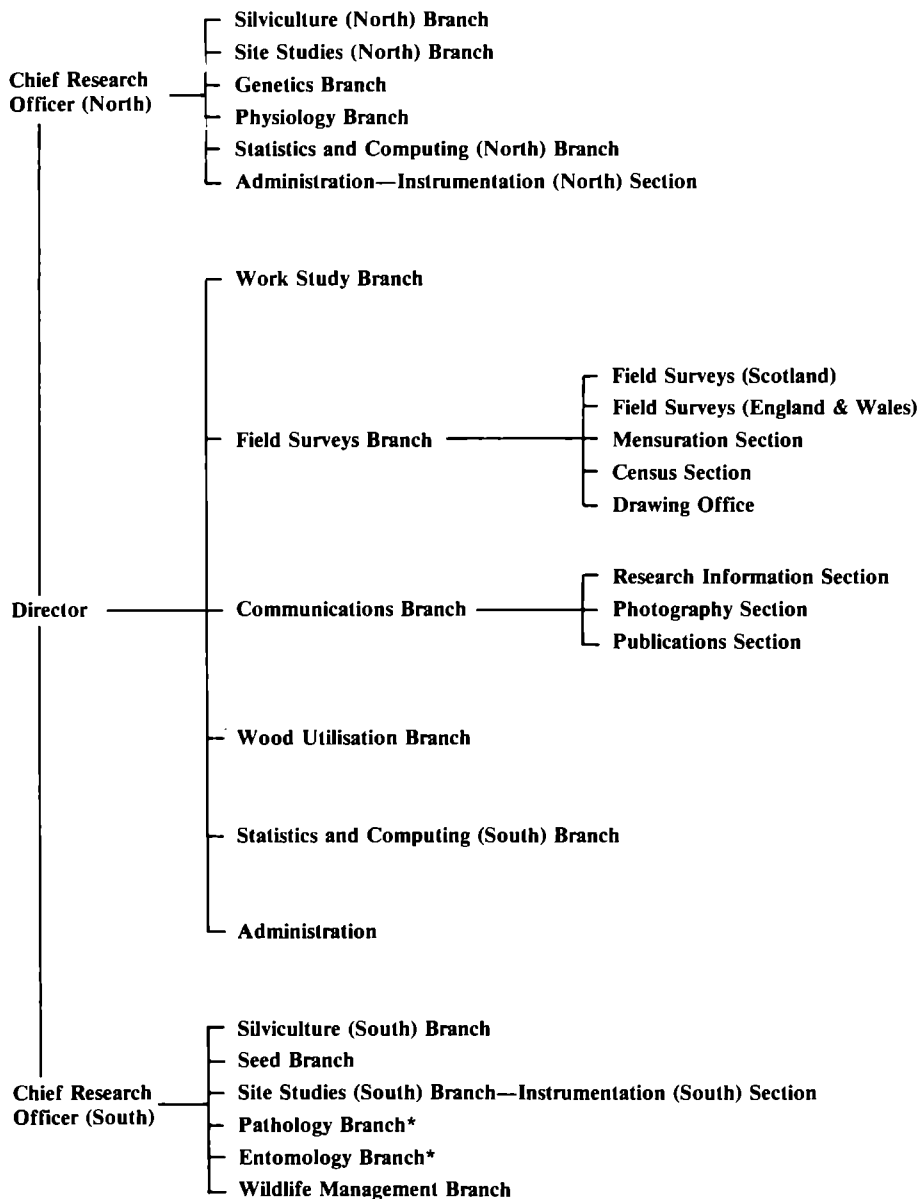 Silviculture (North) Branch
Site Studies (North) Branch
Chief Research
Officer (North)
Genetics Branch
Physiology Branch
Statistics and Computing (North) Branch
Administration—Instrumentation (North) Section
Work Study Branch
Field Surveys Branch
Field Surveys (Scotland)
Field Surveys (England & Wales)
Mensuration Section
Census Section
Drawing Office
Director
Communications Branch
Research Information Section
Photography Section
Publications Section
Wood Utilisation Branch
Statistics and Computing (South) Branch
Administration
Chief Research
Officer (South)
Silviculture (South) Branch
Seed Branch
Site Studies (South) Branch—Instrumentation (South) Section
Pathology Branch*
Entomology Branch*
Wildlife Management Branch